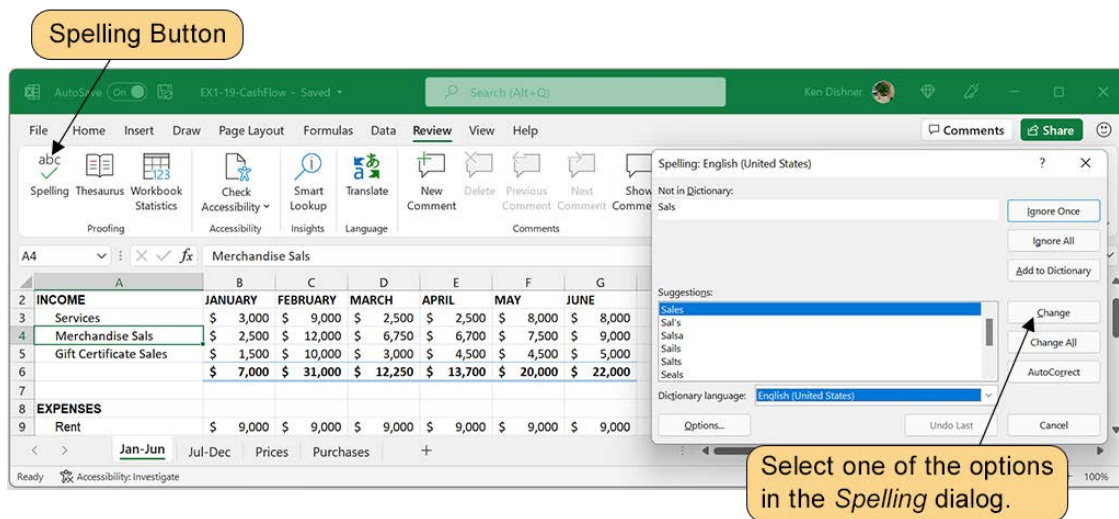 Spelling Button
AutoSave On EX1-19-CashFlow - Saved Search (Alt+Q) Ken Dishner
File Home Insert Draw Page Layout Formulas Data Review View Help Comments Share
abc
123
Spelling Thesaurus Workbook Statistics Check Accessibility Smart Lookup Translate New Comment Delete Previous Comment Next Comment Show Comme
Proofing Accessibility Insights Language Comments
A4 fx Merchandise Sals
A B C D E F G
2 INCOME JANUARY FEBRUARY MARCH APRIL MAY JUNE
3 Services $ 3,000 $ 9,000 $ 2,500 $ 2,500 $ 8,000 $ 8,000
4 Merchandise Sals $ 2,500 $ 12,000 $ 6,750 $ 6,700 $ 7,500 $ 9,000
5 Gift Certificate Sales $ 1,500 $ 10,000 $ 3,000 $ 4,500 $ 4,500 $ 5,000
6 $ 7,000 $ 31,000 $ 12,250 $ 13,700 $ 20,000 $ 22,000
7
8 EXPENSES
9 Rent $ 9,000 $ 9,000 $ 9,000 $ 9,000 $ 9,000 $ 9,000
Jan-Jun Jul-Dec Prices Purchases +
Ready Accessibility: Investigate 100%
Spelling: English (United States) ? X
Not in Dictionary:
Sals
Ignore Once
Ignore All
Add to Dictionary
Suggestions:
Sales
Sal's
Salsa
Sails
Salts
Seals
Change
Change All
AutoCorrect
Dictionary language: English (United States)
Options... Undo Last Cancel
Select one of the options
in the Spelling dialog.